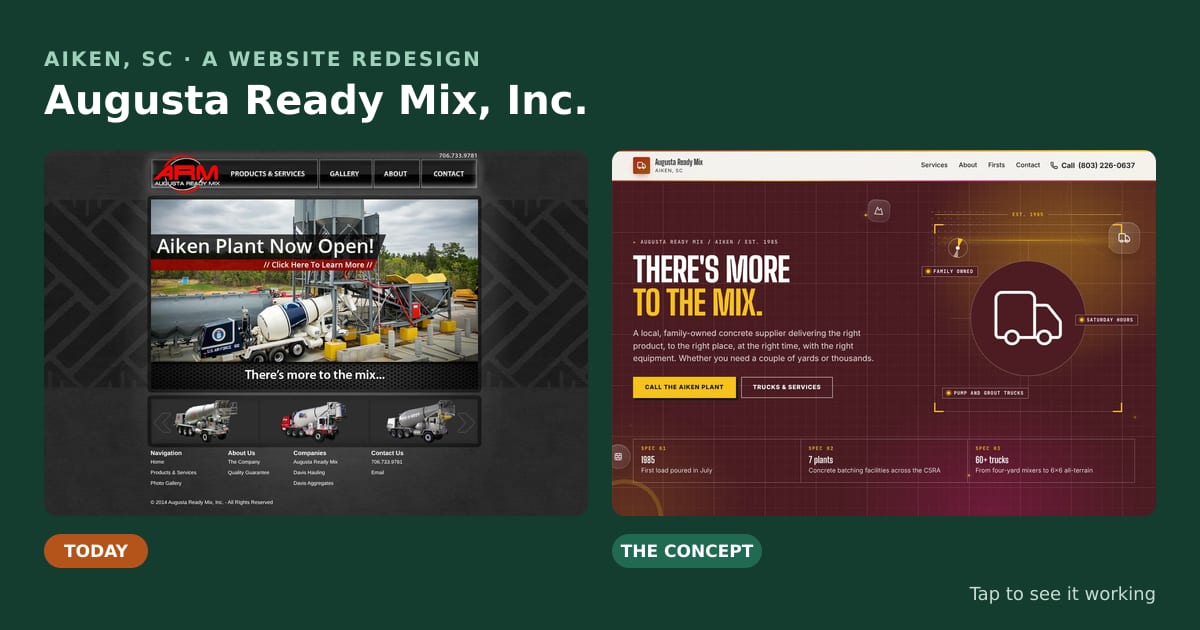 AIKEN, SC · A WEBSITE REDESIGN
Augusta Ready Mix, Inc.
706.733.9781
ARM
AUGUSTA READY MIX
PRODUCTS & SERVICES
GALLERY
ABOUT
CONTACT
Aiken Plant Now Open!
// Click Here To Learn More //
U.S. AIR FORCE
There's more to the mix...
Navigation
Home
Products & Services
Photo Gallery
About Us
The Company
Quality Guarantee
Companies
Augusta Ready Mix
Davis Hauling
Davis Aggregates
Contact Us
706.733.9781
Email
© 2014 Augusta Ready Mix, Inc. - All Rights Reserved
TODAY
Augusta Ready Mix
AIKEN, SC
Services
About
Firsts
Contact
Call (803) 226-0637
AUGUSTA READY MIX / AIKEN / EST. 1985
THERE'S MORE
TO THE MIX.
A local, family-owned concrete supplier delivering the right
product, to the right place, at the right time, with the right
equipment. Whether you need a couple of yards or thousands.
CALL THE AIKEN PLANT
TRUCKS & SERVICES
EST. 1985
FAMILY OWNED
SATURDAY HOURS
PUMP AND GROUT TRUCKS
SPEC 01
1985
First load poured in July
SPEC 02
7 plants
Concrete batching facilities across the CSRA
SPEC 03
60+ trucks
From four-yard mixers to 6×6 all-terrain
THE CONCEPT
Tap to see it working